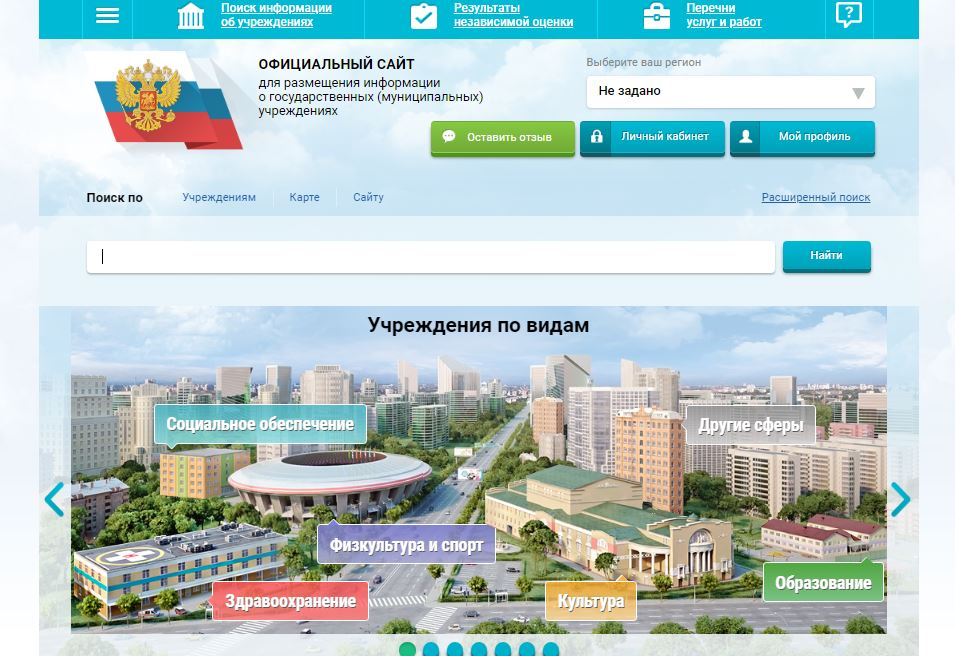 Поиск информации
об учреждениях
Результаты
независимой оценки
Перечни
услуг и работ
?
ОФИЦИАЛЬНЫЙ САЙТ
для размещения информации
о государственных (муниципальных)
учреждениях
Выберите ваш регион
Не задано
Оставить отзыв
Личный кабинет
Мой профиль
Поиск по
Учреждениям
Карте
Сайту
Расширенный поиск
Найти
Учреждения по видам
Социальное обеспечение
Другие сферы
Физкультура и спорт
Образование
Здравоохранение
Культура